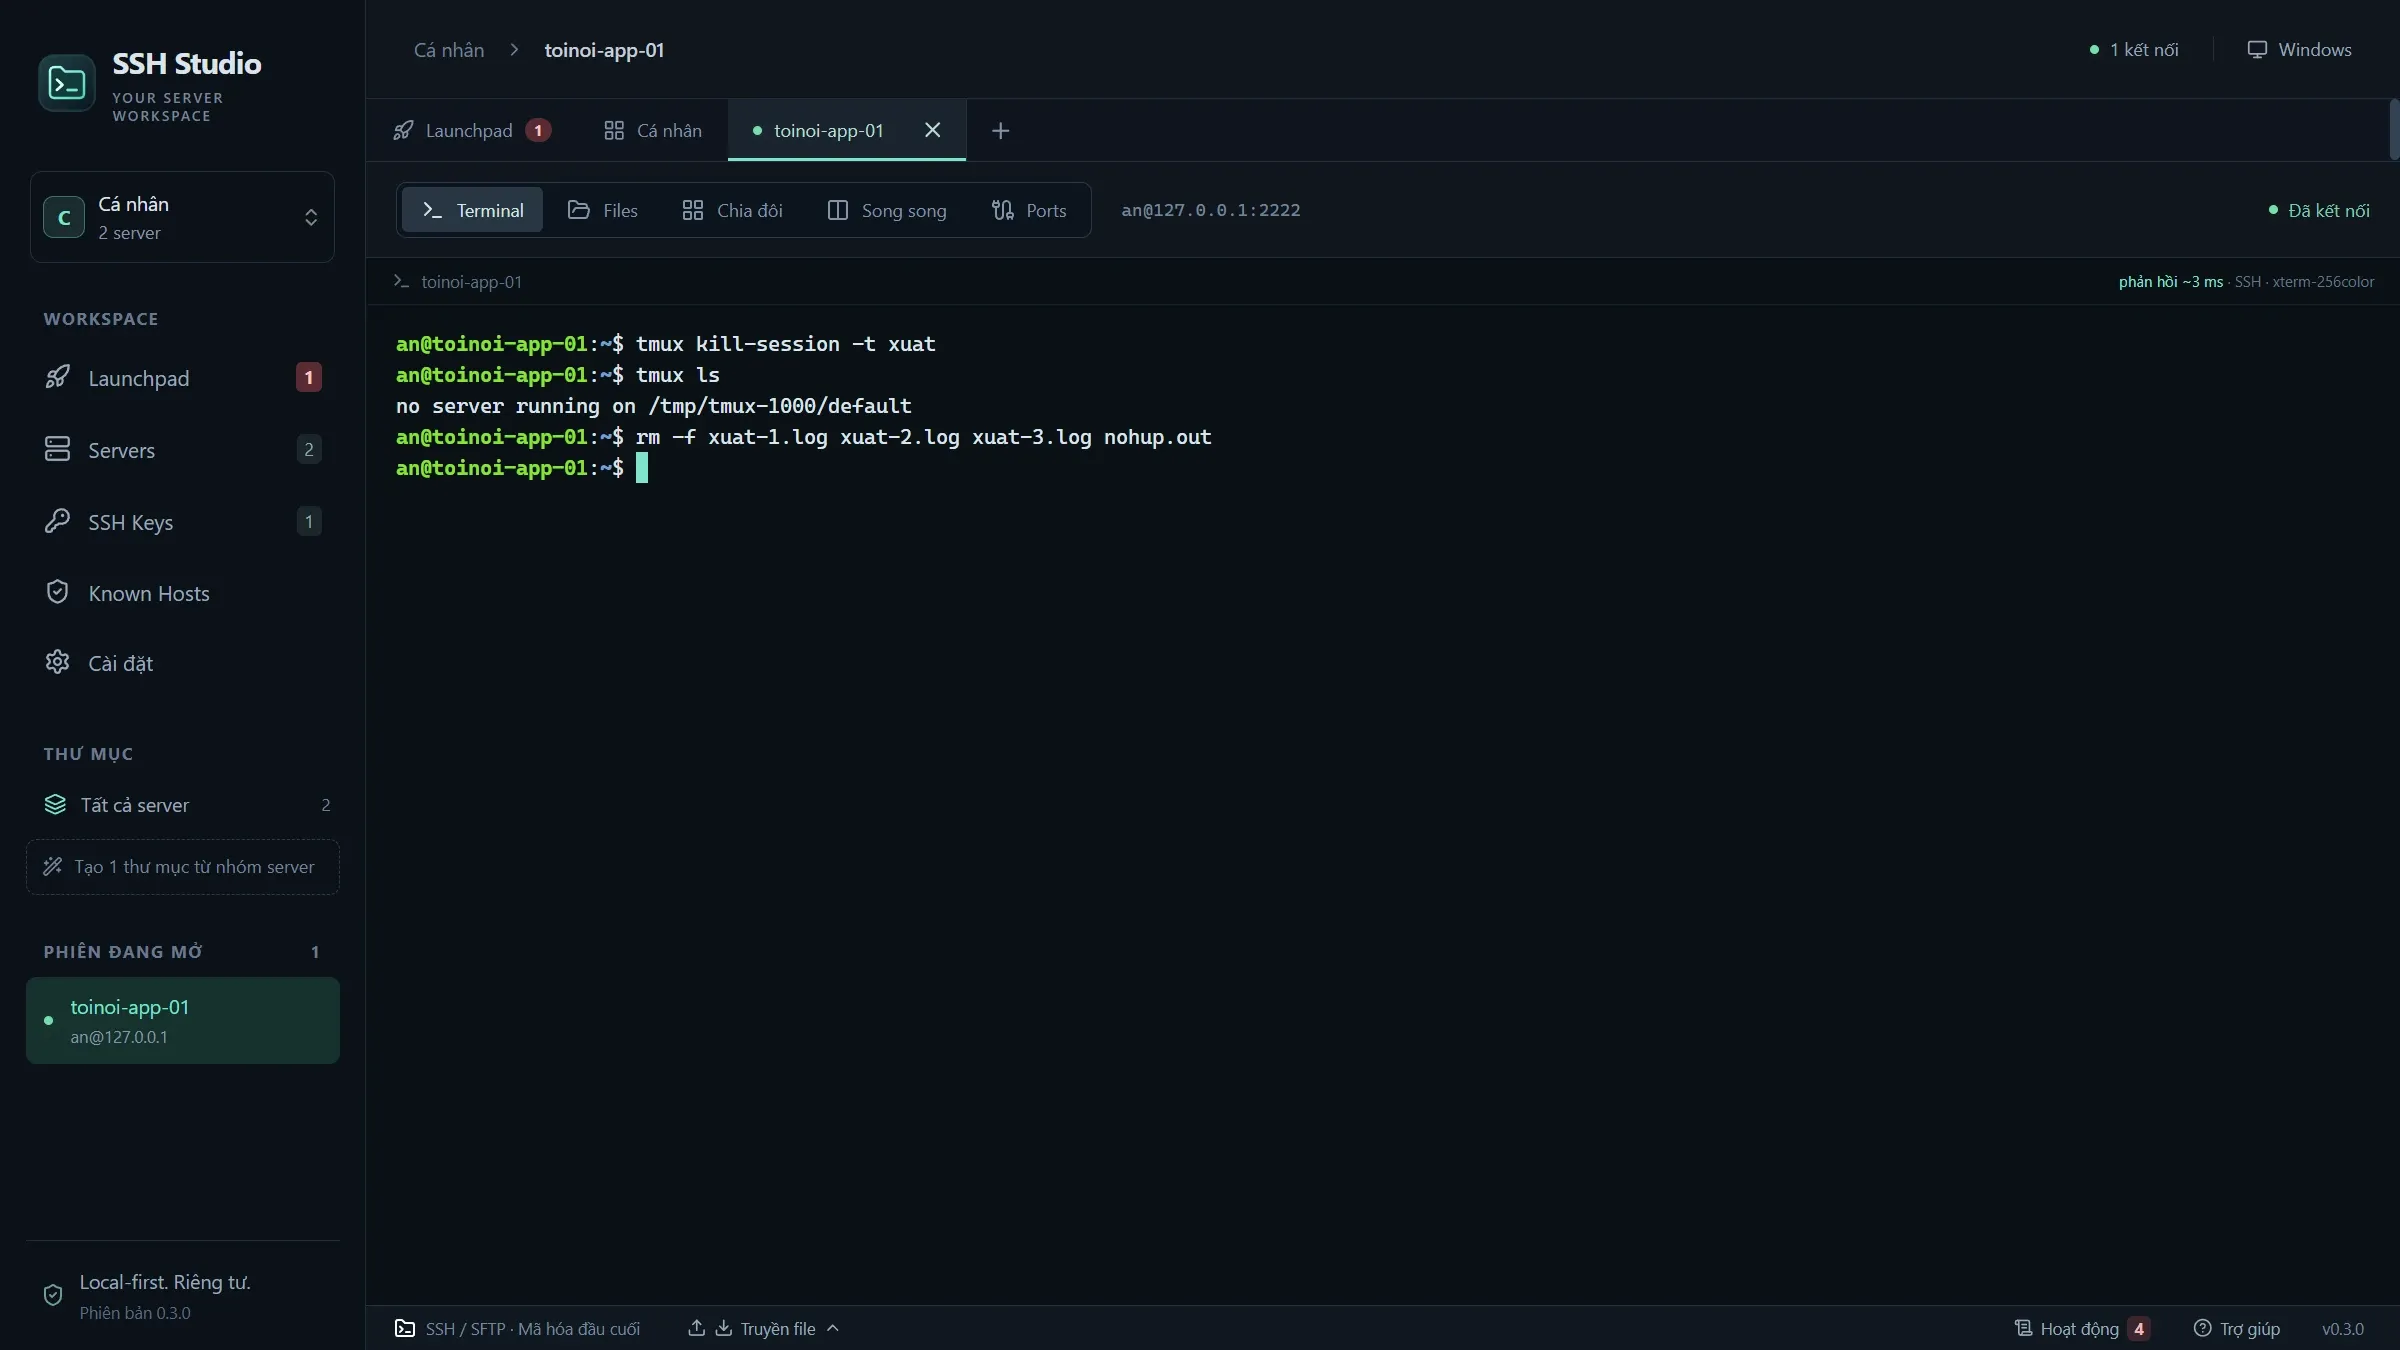 SSH Studio
YOUR SERVER
WORKSPACE
C
Cá nhân
2 server
WORKSPACE
Launchpad 1
Servers 2
SSH Keys 1
Known Hosts
Cài đặt
THƯ MỤC
Tất cả server 2
Tạo 1 thư mục từ nhóm server
PHIÊN ĐANG MỞ 1
toinoi-app-01
an@127.0.0.1
Local-first. Riêng tư.
Phiên bản 0.3.0
Cá nhân > toinoi-app-01
1 kết nối
Windows
Launchpad 1
Cá nhân
toinoi-app-01
Terminal
Files
Chia đôi
Song song
Ports
an@127.0.0.1:2222
Đã kết nối
toinoi-app-01
phản hồi ~3 ms · SSH · xterm-256color
an@toinoi-app-01:~$ tmux kill-session -t xuat
an@toinoi-app-01:~$ tmux ls
no server running on /tmp/tmux-1000/default
an@toinoi-app-01:~$ rm -f xuat-1.log xuat-2.log xuat-3.log nohup.out
an@toinoi-app-01:~$
SSH / SFTP · Mã hóa đầu cuối
Truyền file
Hoạt động 4
Trợ giúp
v0.3.0